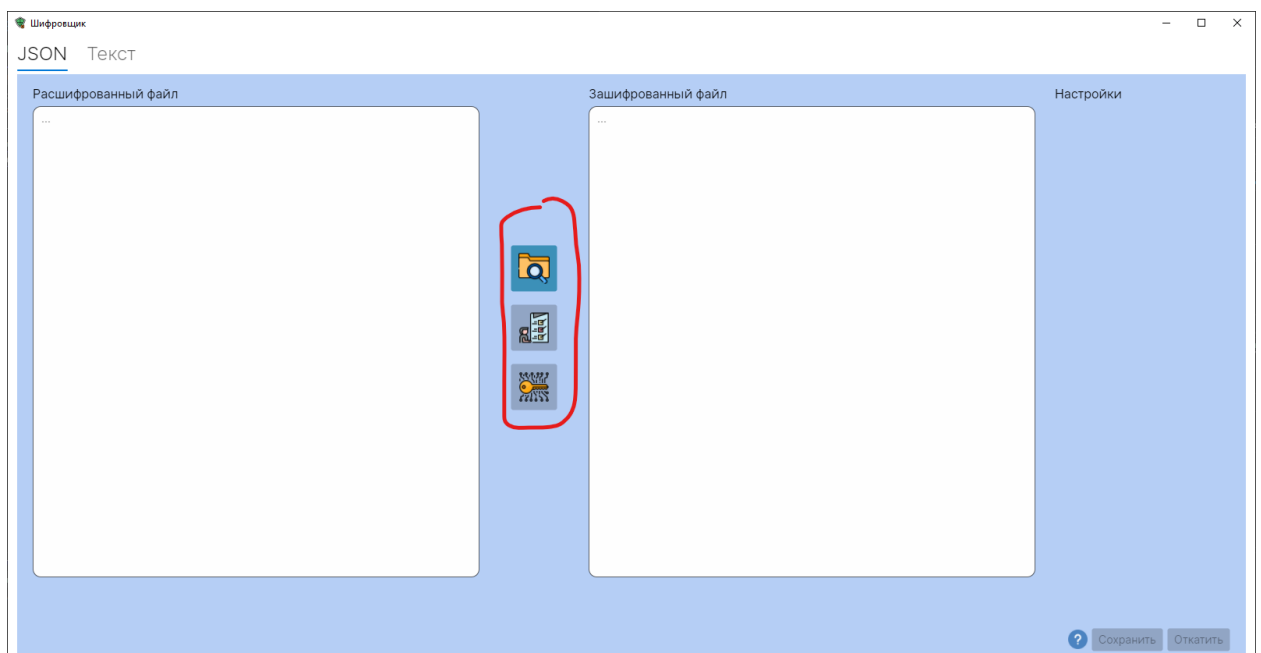 Шифровщик
JSON Текст
Расшифрованный файл
Зашифрованный файл
Настройки
...
...
? Сохранить Откатить